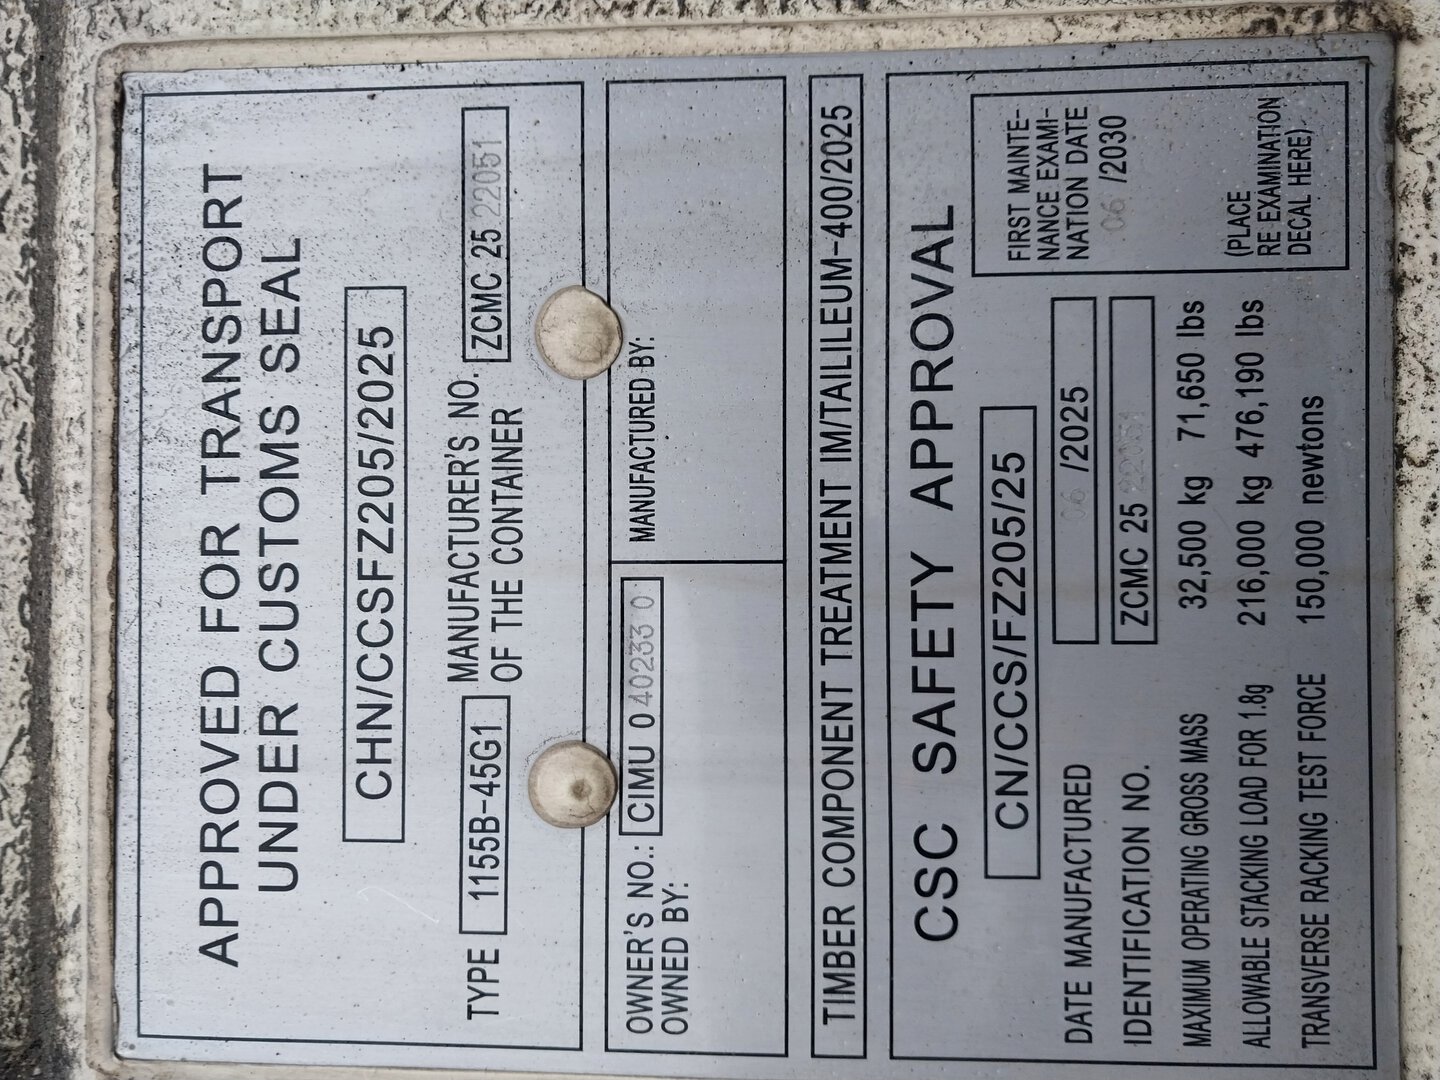 APPROVED FOR TRANSPORT
UNDER CUSTOMS SEAL
CHN/CCSFZ205/2025
TYPE 1155B-45G1 MANUFACTURER'S NO. ZCMC 25 22051
OF THE CONTAINER
OWNER'S NO.: CIMU 0 40233 0
OWNED BY:
MANUFACTURED BY:
TIMBER COMPONENT TREATMENT IM/TAILILEUM-400/2025
CSC SAFETY APPROVAL
CN/CCS/FZ205/25
DATE MANUFACTURED 06 /2025
IDENTIFICATION NO. ZCMC 25 22051
MAXIMUM OPERATING GROSS MASS 32,500 kg 71,650 lbs
ALLOWABLE STACKING LOAD FOR 1.8g 216,000 kg 476,190 lbs
TRANSVERSE RACKING TEST FORCE 150,000 newtons
FIRST MAINTE-
NANCE EXAMI-
NATION DATE
06 /2030
(PLACE
RE EXAMINATION
DECAL HERE)